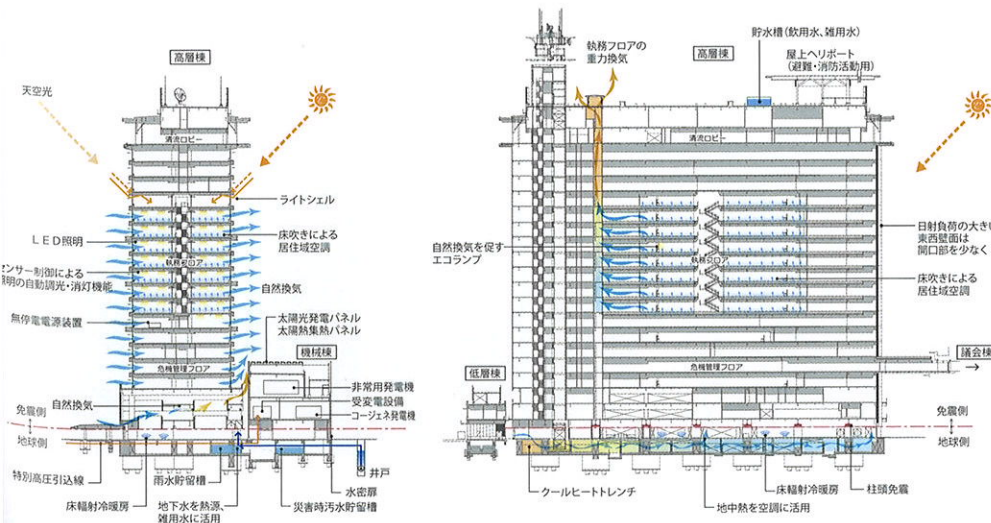 高層棟
天空光
清流ロビー
ライトシェル
ＬＥＤ照明
床吹きによる
居住域空調
執務フロア
センサー制御による
照明の自動調光・消灯機能
自然換気
無停電電源装置
太陽光発電パネル
太陽熱集熱パネル
機械棟
危機管理フロア
非常用発電機
受変電設備
コージェネ発電機
自然換気
免震側
地球側
特別高圧引込線
雨水貯留槽
井戸
水密扉
床輻射冷暖房
地下水を熱源、
雑用水に活用
災害時汚水貯留槽
執務フロアの
重力換気
高層棟
貯水槽(飲用水、雑用水)
屋上ヘリポート
(避難・消防活動用)
清流ロビー
自然換気を促す
エコランプ
執務フロア
日射負荷の大きい
東西壁面は
開口部を少なく
床吹きによる
居住域空調
議会棟
危機管理フロア
低層棟
免震側
地球側
クールヒートトレンチ
床輻射冷暖房
柱頭免震
地中熱を空調に活用